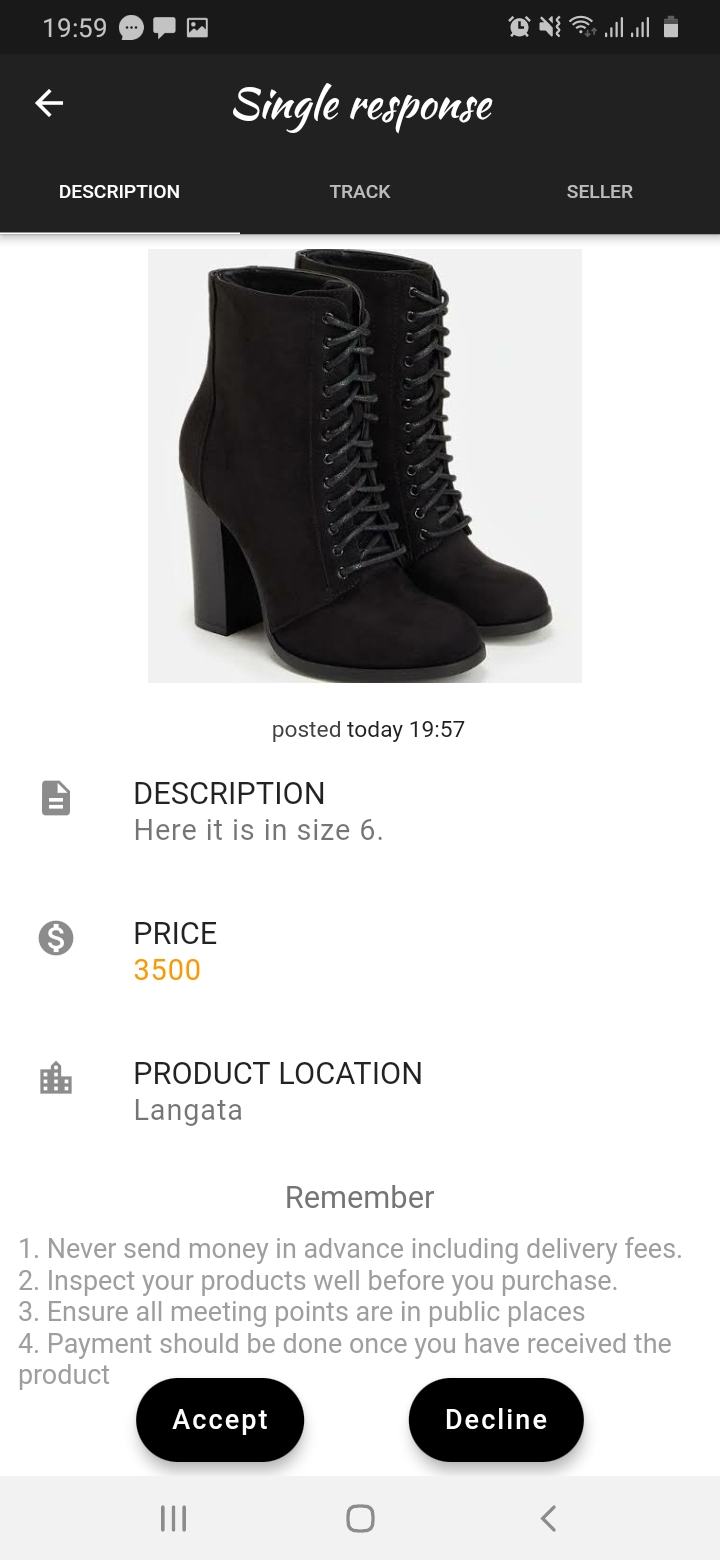 19:59
Single response
DESCRIPTION TRACK SELLER
posted today 19:57
DESCRIPTION
Here it is in size 6.
PRICE
3500
PRODUCT LOCATION
Langata
Remember
1. Never send money in advance including delivery fees.
2. Inspect your products well before you purchase.
3. Ensure all meeting points are in public places
4. Payment should be done once you have received the
product
Accept Decline